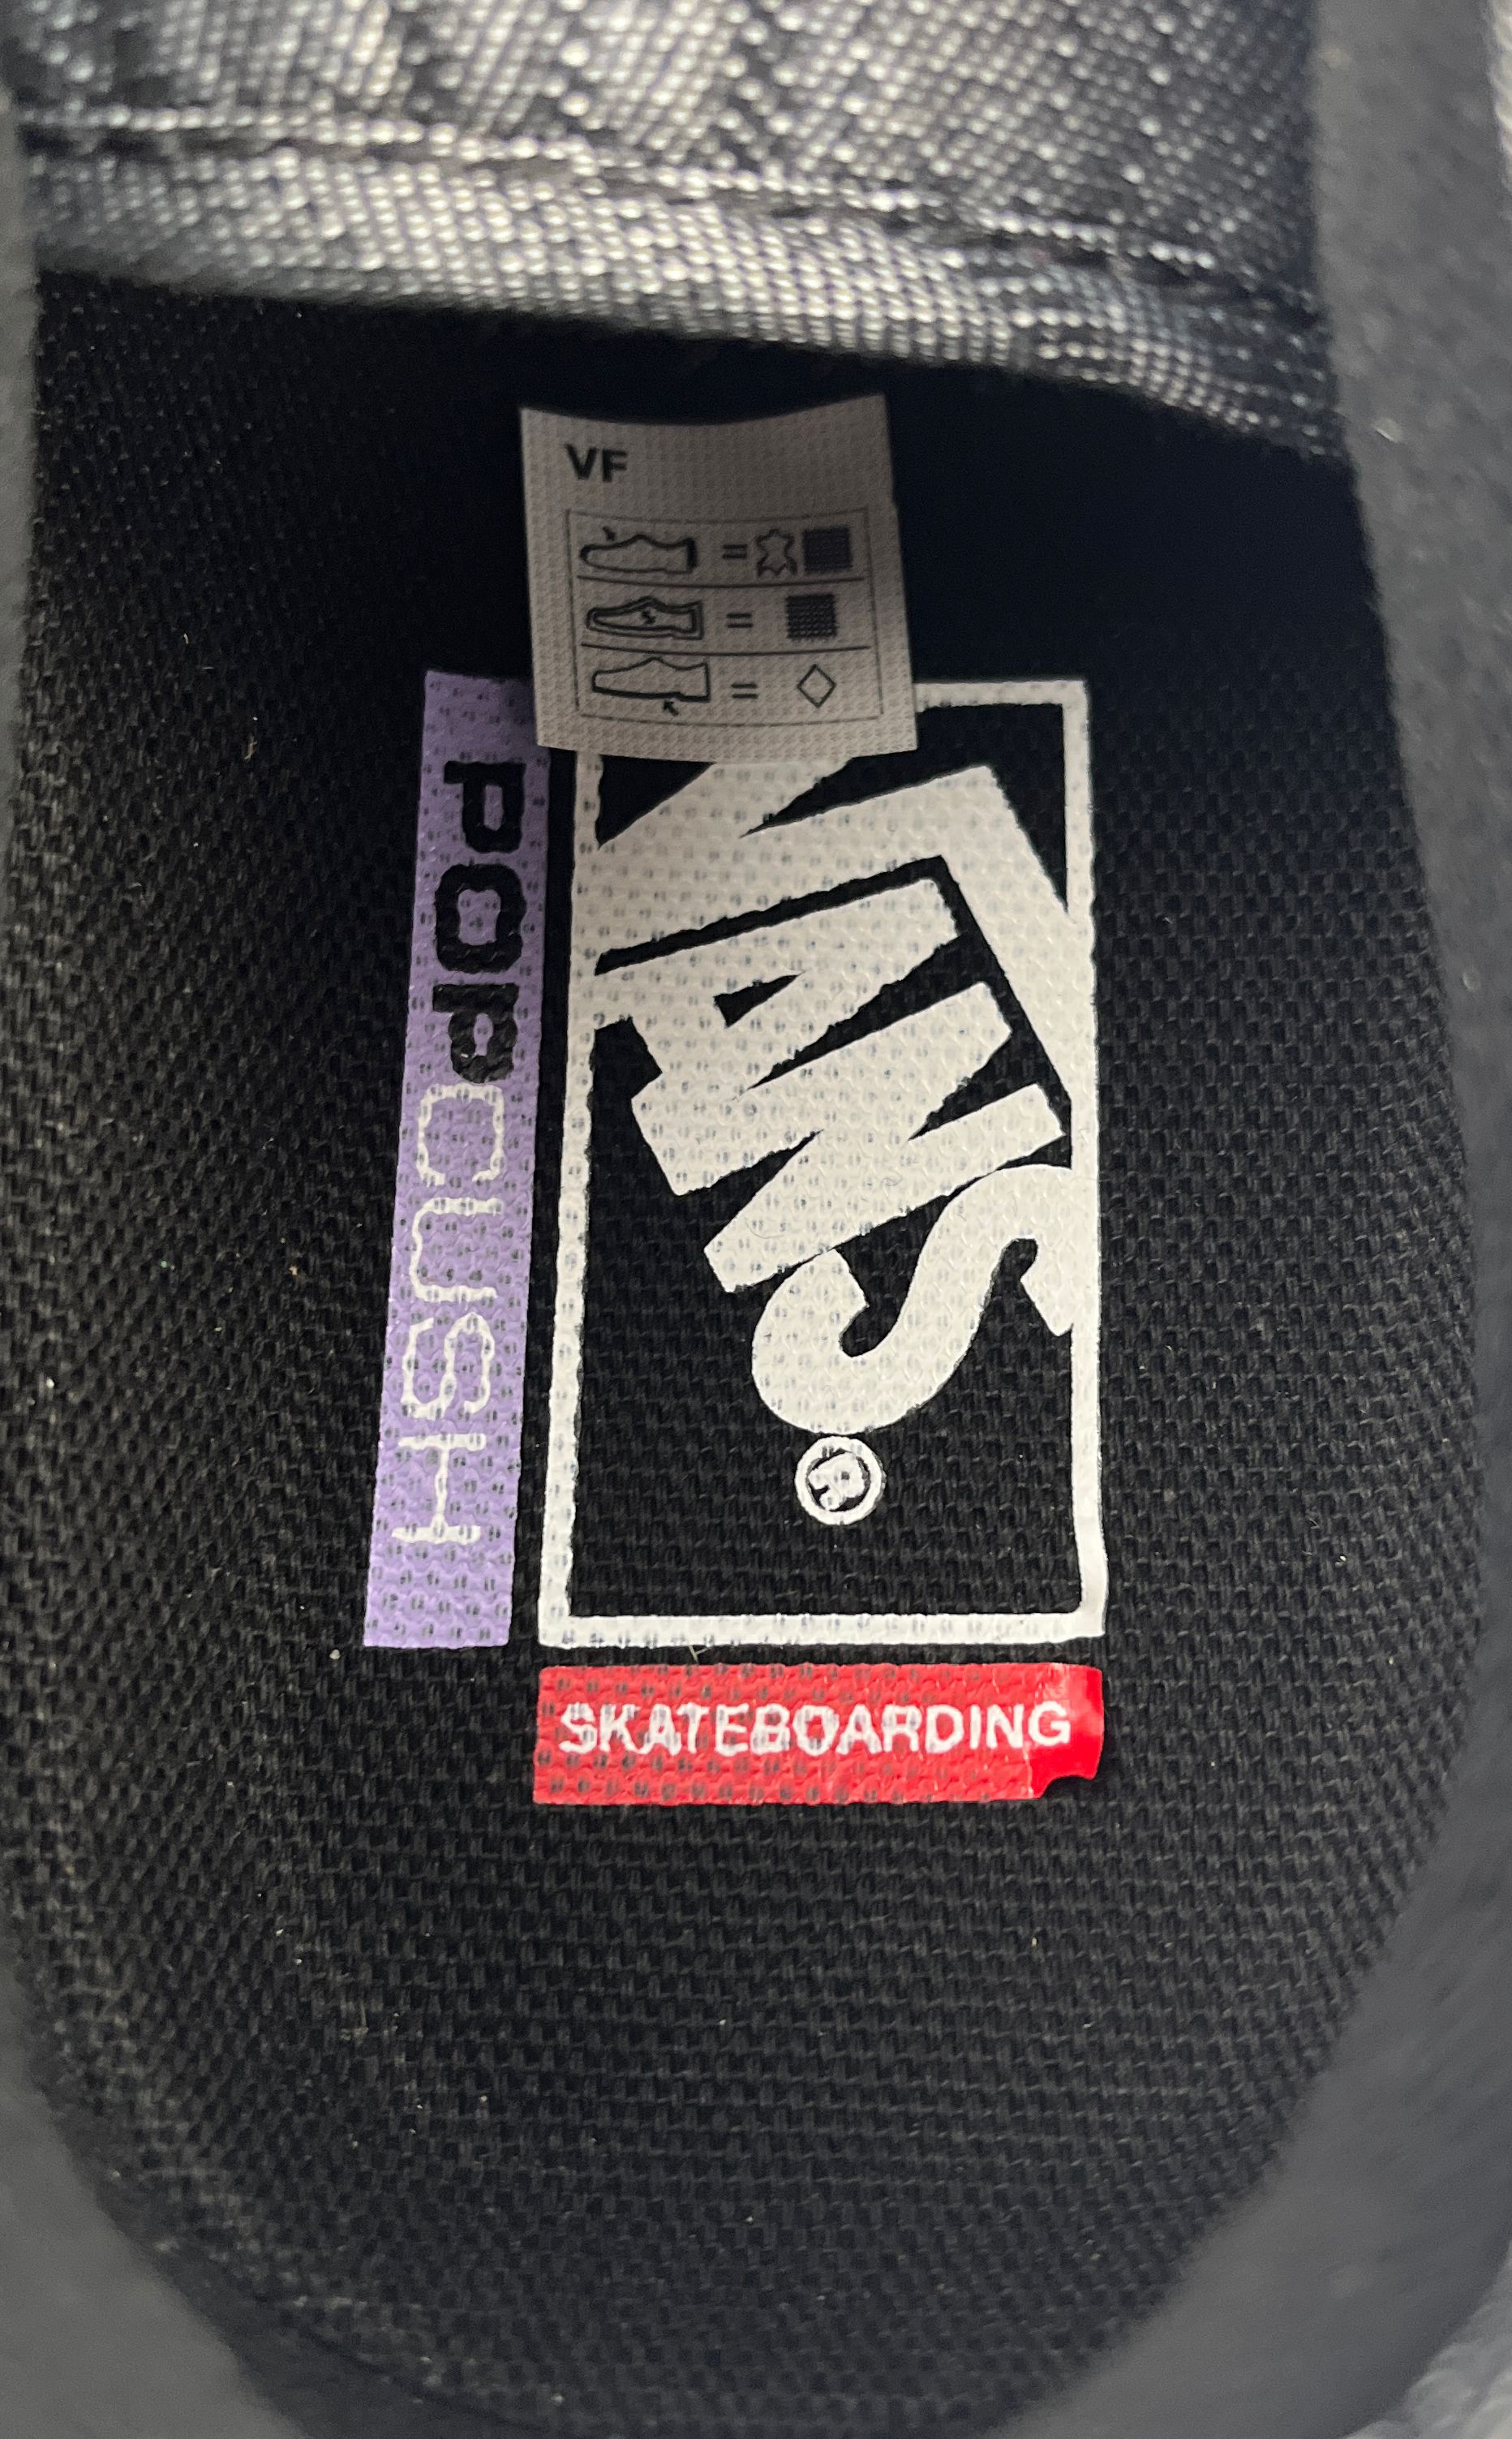 VF
POPCUSH
VANS
®
SKATEBOARDING